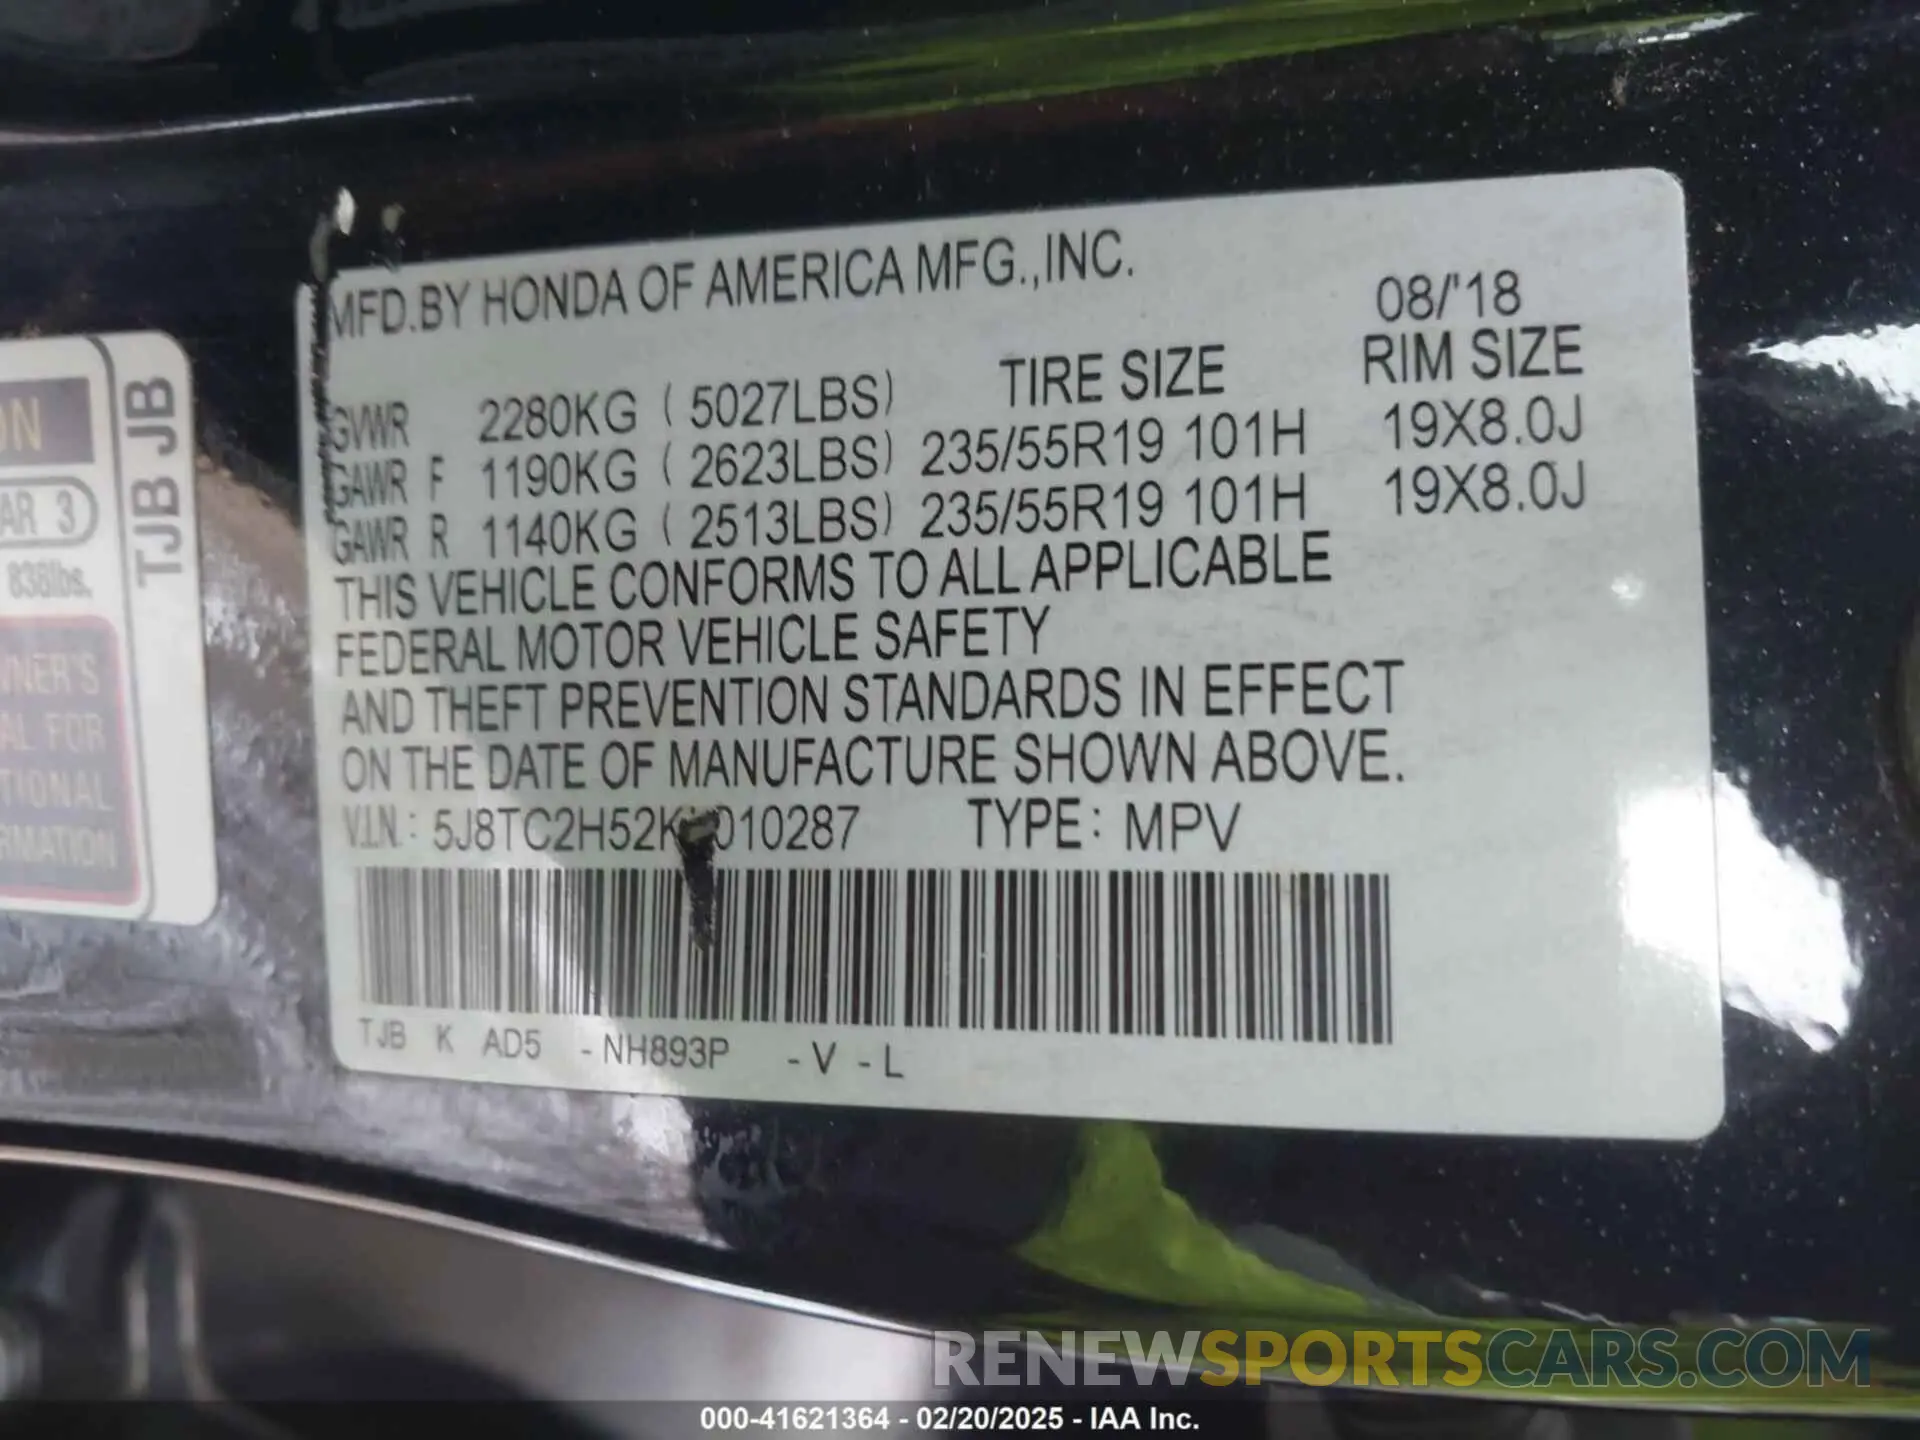 MFD.BY HONDA OF AMERICA MFG.,INC.
08/'18
TIRE SIZE RIM SIZE
GVWR 2280KG ( 5027LBS)
GAWR F 1190KG ( 2623LBS) 235/55R19 101H 19X8.0J
GAWR R 1140KG ( 2513LBS) 235/55R19 101H 19X8.0J
THIS VEHICLE CONFORMS TO ALL APPLICABLE
FEDERAL MOTOR VEHICLE SAFETY
AND THEFT PREVENTION STANDARDS IN EFFECT
ON THE DATE OF MANUFACTURE SHOWN ABOVE.
V.I.N.: TYPE: MPV
TJB K AD5 -NH893P -V -L
TJB JB
838lbs.
RENEWSPORTSCARS.COM
000-41621364 - 02/20/2025 - IAA Inc.